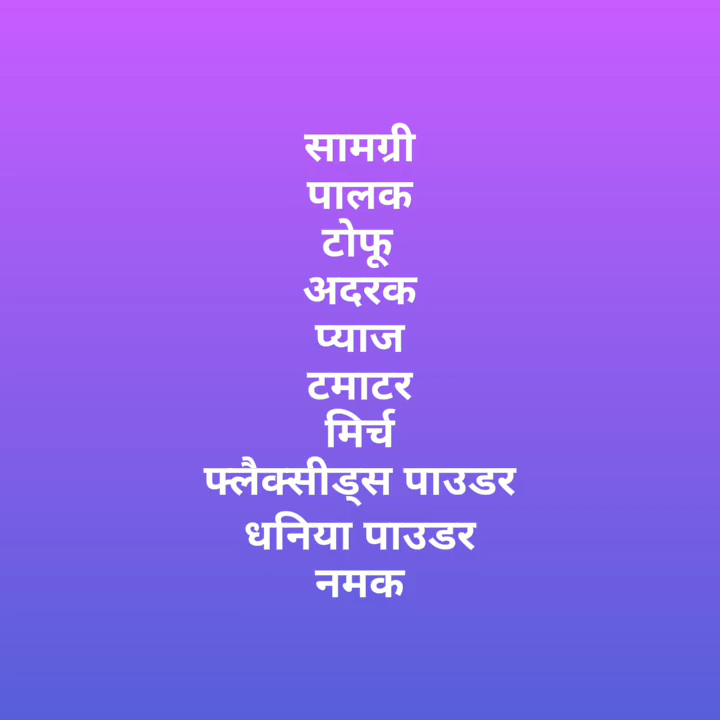 सामग्री
पालक
टोफू
अदरक
प्याज
टमाटर
मिर्च
फ्लैक्सीड्स पाउडर
धनिया पाउडर
नमक